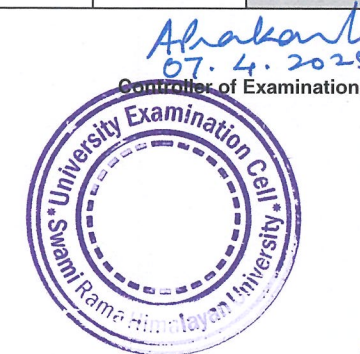 07. 4. 202
Controller of Examination
*University Examination Cell*
Swami Rama Himalayan University